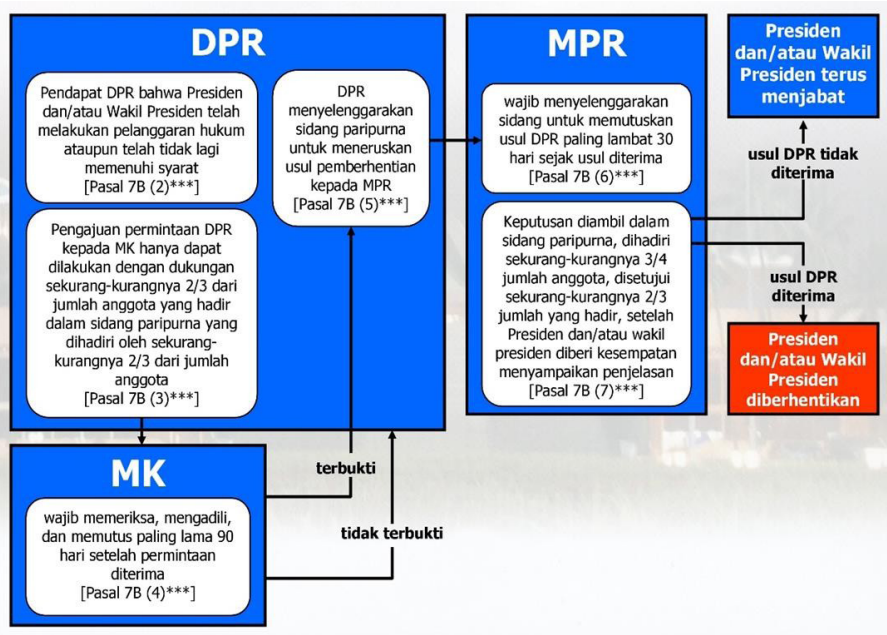 DPR
Pendapat DPR bahwa Presiden
dan/atau Wakil Presiden telah
melakukan pelanggaran hukum
ataupun telah tidak lagi
memenuhi syarat
[Pasal 7B (2)***]
Pengajuan permintaan DPR
kepada MK hanya dapat
dilakukan dengan dukungan
sekurang-kurangnya 2/3 dari
jumlah anggota yang hadir
dalam sidang paripurna yang
dihadiri oleh sekurang-
kurangnya 2/3 dari jumlah
anggota
[Pasal 7B (3)***]
DPR
menyelenggarakan
sidang paripurna
untuk meneruskan
usul pemberhentian
kepada MPR
[Pasal 7B (5)***]
MK
wajib memeriksa, mengadili,
dan memutus paling lama 90
hari setelah permintaan
diterima
[Pasal 7B (4)***]
terbukti
tidak terbukti
MPR
wajib menyelenggarakan
sidang untuk memutuskan
usul DPR paling lambat 30
hari sejak usul diterima
[Pasal 7B (6)***]
Keputusan diambil dalam
sidang paripurna, dihadiri
sekurang-kurangnya 3/4
jumlah anggota, disetujui
sekurang-kurangnya 2/3
jumlah yang hadir, setelah
Presiden dan/atau wakil
presiden diberi kesempatan
menyampaikan penjelasan
[Pasal 7B (7)***]
Presiden
dan/atau Wakil
Presiden terus
menjabat
usul DPR tidak
diterima
usul DPR
diterima
Presiden
dan/atau Wakil
Presiden
diberhentikan